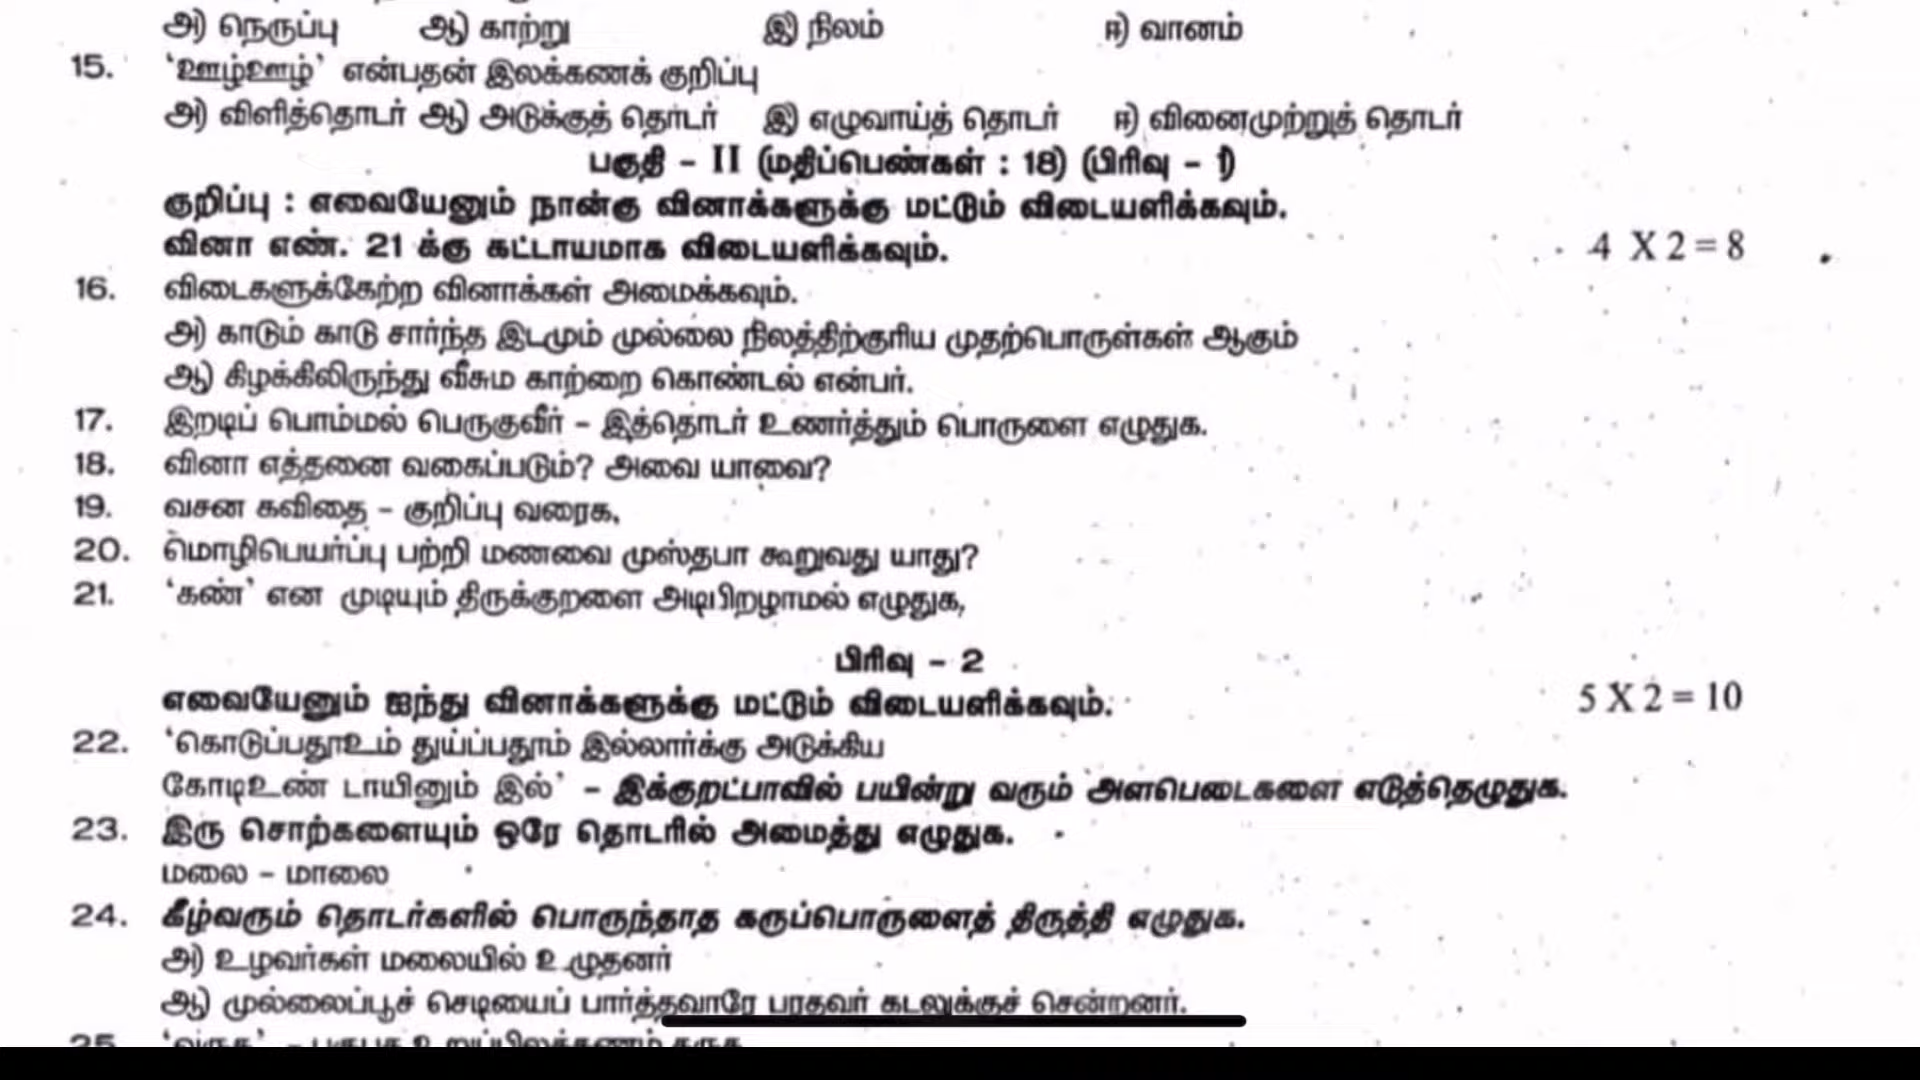 அ) நெருப்பு ஆ) காற்று இ) நிலம் ஈ) வானம்
15. 'ஊழ்ஊழ்' என்பதன் இலக்கணக் குறிப்பு
அ) விளித்தொடர் ஆ) அடுக்குத் தொடர் இ) எழுவாய்த் தொடர் ஈ) வினைமுற்றுத் தொடர்
பகுதி - II (மதிப்பெண்கள் : 18) (பிரிவு - 1)
குறிப்பு : எவையேனும் நான்கு வினாக்களுக்கு மட்டும் விடையளிக்கவும்.
வினா எண். 21 க்கு கட்டாயமாக விடையளிக்கவும். 4 X 2 = 8
16. விடைகளுக்கேற்ற வினாக்கள் அமைக்கவும்.
அ) காடும் காடு சார்ந்த இடமும் முல்லை நிலத்திற்குரிய முதற்பொருள்கள் ஆகும்
ஆ) கிழக்கிலிருந்து வீசும காற்றை கொண்டல் என்பர்.
17. இறடிப் பொம்மல் பெருகுவீர் - இத்தொடர் உணர்த்தும் பொருளை எழுதுக.
18. வினா எத்தனை வகைப்படும்? அவை யாவை?
19. வசன கவிதை - குறிப்பு வரைக,
20. மொழிபெயர்ப்பு பற்றி மணவை முஸ்தபா கூறுவது யாது?
21. 'கண்' என முடியும் திருக்குறளை அடிபிறழாமல் எழுதுக,
பிரிவு - 2
எவையேனும் ஐந்து வினாக்களுக்கு மட்டும் விடையளிக்கவும். 5 X 2 = 10
22. 'கொடுப்பதூஉம் துய்ப்பதூம் இல்லார்க்கு அடுக்கிய
கோடிஉண் டாயினும் இல்' - இக்குறட்பாவில் பயின்று வரும் அளபெடைகளை எடுத்தெழுதுக.
23. இரு சொற்களையும் ஒரே தொடரில் அமைத்து எழுதுக.
மலை - மாலை
24. கீழ்வரும் தொடர்களில் பொருந்தாத கருப்பொருளைத் திருத்தி எழுதுக.
அ) உழவர்கள் மலையில் உழுதனர்
ஆ) முல்லைப்பூச் செடியைப் பார்த்தவாரே பரதவர் கடலுக்குச் சென்றனர்.
25.